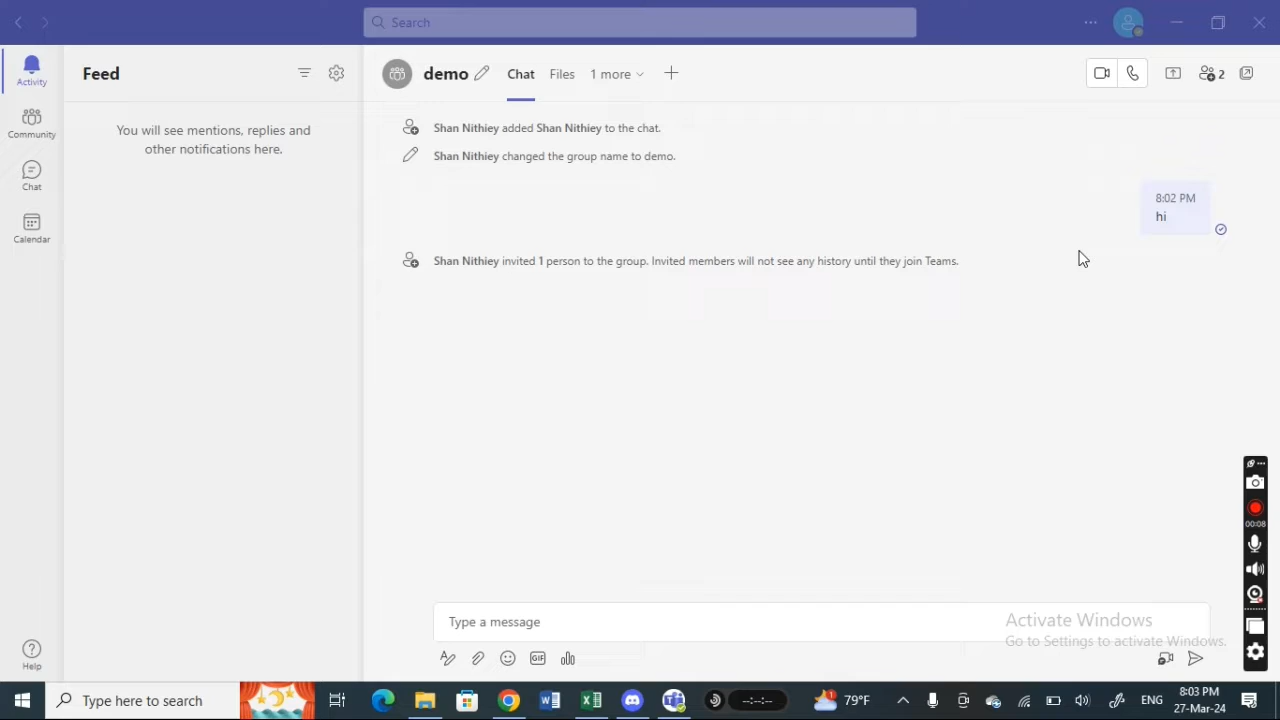 Search
Activity
Community
Chat
Calendar
Help
Feed
You will see mentions, replies and
other notifications here.
demo
Chat
Files
1 more
2
Shan Nithiey added Shan Nithiey to the chat.
Shan Nithiey changed the group name to demo.
8:02 PM
hi
Shan Nithiey invited 1 person to the group. Invited members will not see any history until they join Teams.
00:08
Type a message
Activate Windows
Go to Settings to activate Windows.
GIF
Type here to search
--:--:--
79°F
ENG
8:03 PM
27-Mar-24